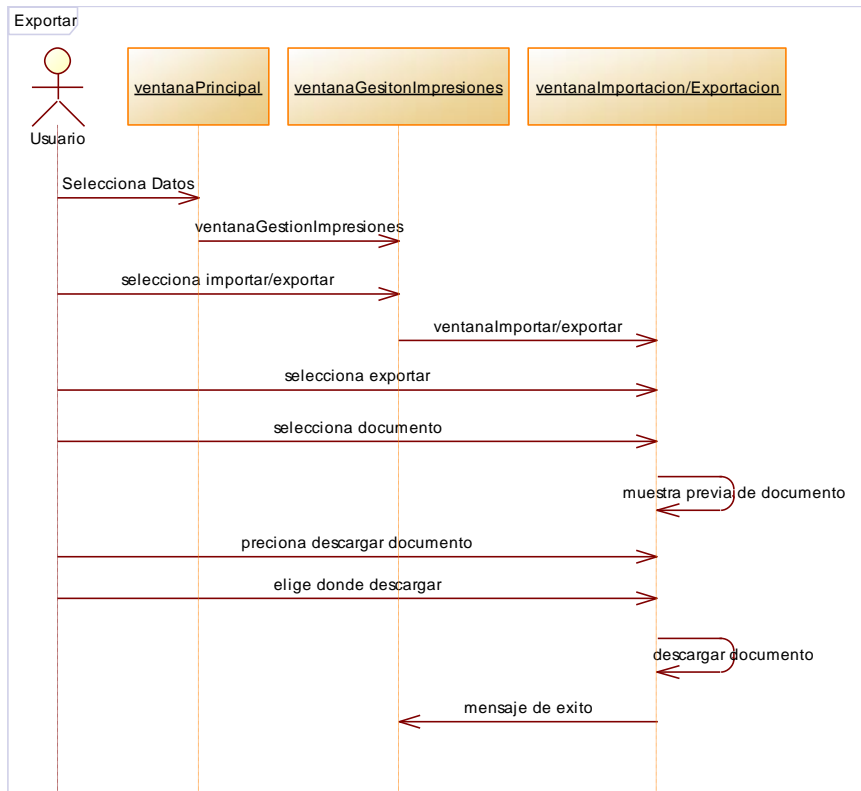 Exportar
ventanaPrincipal
ventanaGesitonImpresiones
ventanaImportacion/Exportacion
Usuario
Selecciona Datos
ventanaGestionImpresiones
selecciona importar/exportar
ventanaImportar/exportar
selecciona exportar
selecciona documento
muestra previa de documento
preciona descargar documento
elige donde descargar
descargar documento
mensaje de exito